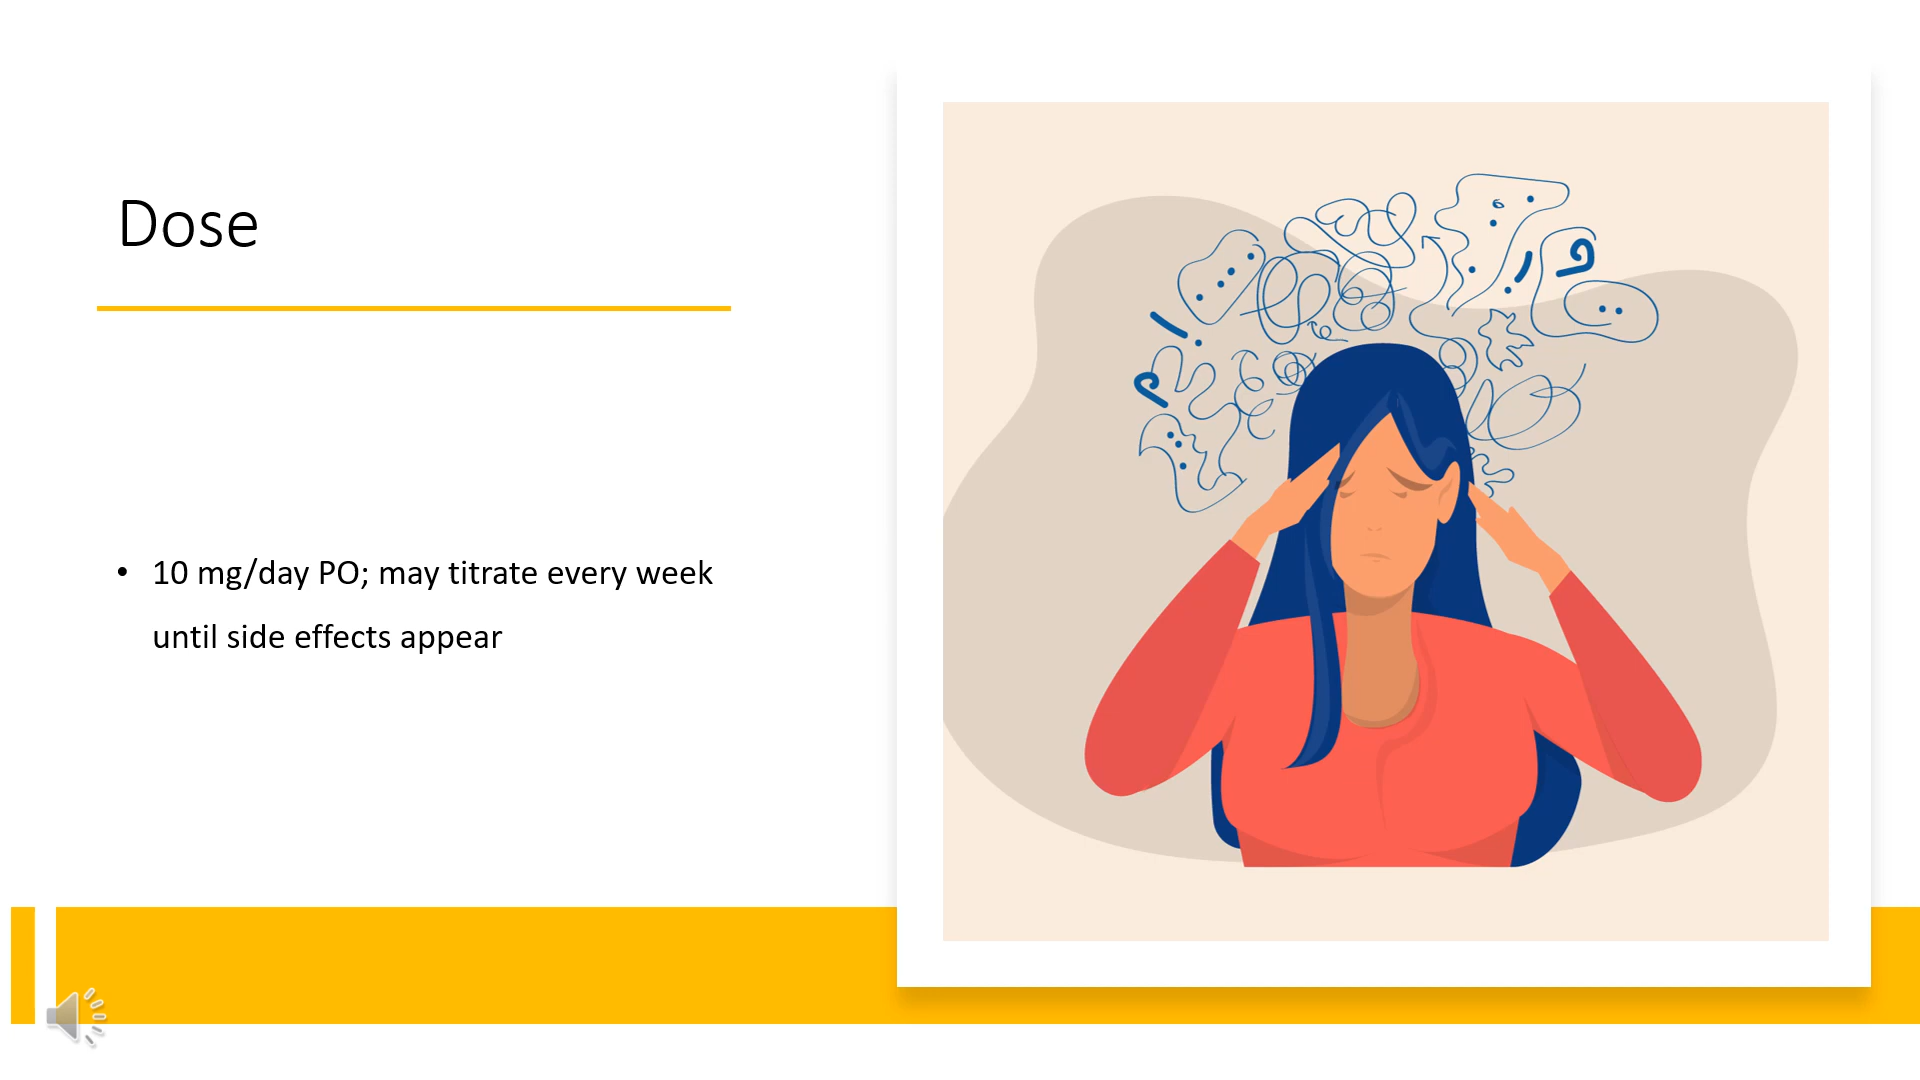 Dose
• 10 mg/day PO; may titrate every week
until side effects appear